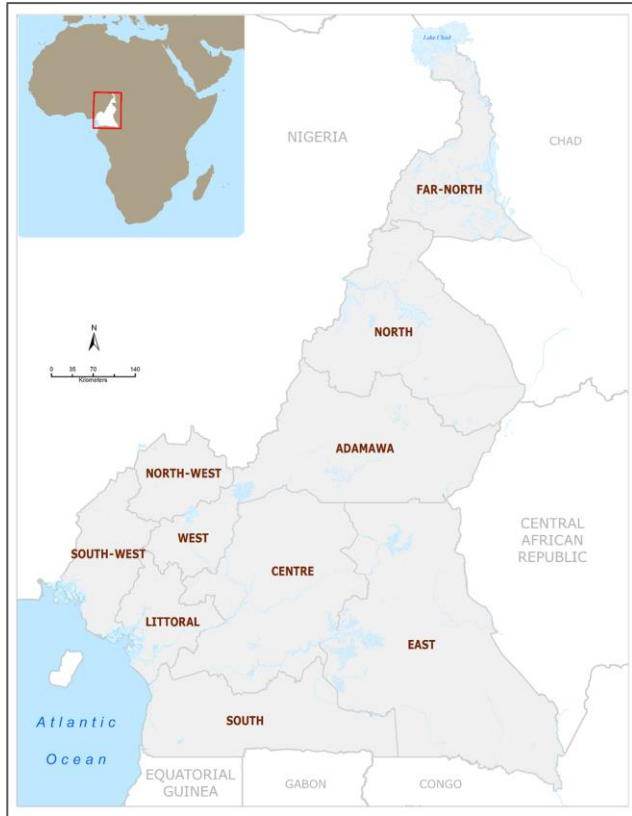 Lake Chad
NIGERIA
CHAD
FAR-NORTH
N
NORTH
0 35 70 140
Kilometers
ADAMAWA
NORTH-WEST
CENTRAL
AFRICAN
REPUBLIC
WEST
SOUTH-WEST
CENTRE
LITTORAL
EAST
SOUTH
Atlantic
Ocean
EQUATORIAL
GUINEA
GABON
CONGO